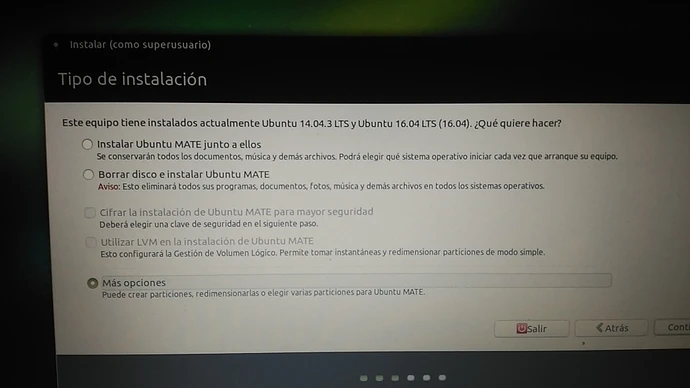 Instalar (como superusuario)
Tipo de instalación
Este equipo tiene instalados actualmente Ubuntu 14.04.3 LTS y Ubuntu 16.04 LTS (16.04). ¿Qué quiere hacer?
Instalar Ubuntu MATE junto a ellos
Se conservarán todos los documentos, música y demás archivos. Podrá elegir qué sistema operativo iniciar cada vez que arranque su equipo.
Borrar disco e instalar Ubuntu MATE
Aviso: Esto eliminará todos sus programas, documentos, fotos, música y demás archivos en todos los sistemas operativos.
Cifrar la instalación de Ubuntu MATE para mayor seguridad
Deberá elegir una clave de seguridad en el siguiente paso.
Utilizar LVM en la instalación de Ubuntu MATE
Esto configurará la Gestión de Volumen Lógico. Permite tomar instantáneas y redimensionar particiones de modo simple.
Más opciones
Puede crear particiones, redimensionarlas o elegir varias particiones para Ubuntu MATE.
Salir
Atrás
Conti